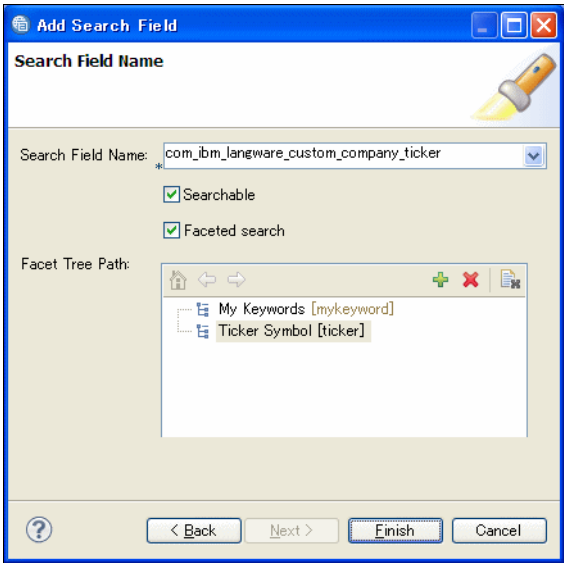 Add Search Field
Search Field Name
Search Field Name: * com_ibm_langware_custom_company_ticker
Searchable
Faceted search
Facet Tree Path:
My Keywords [mykeyword]
Ticker Symbol [ticker]
? < Back Next > Finish Cancel